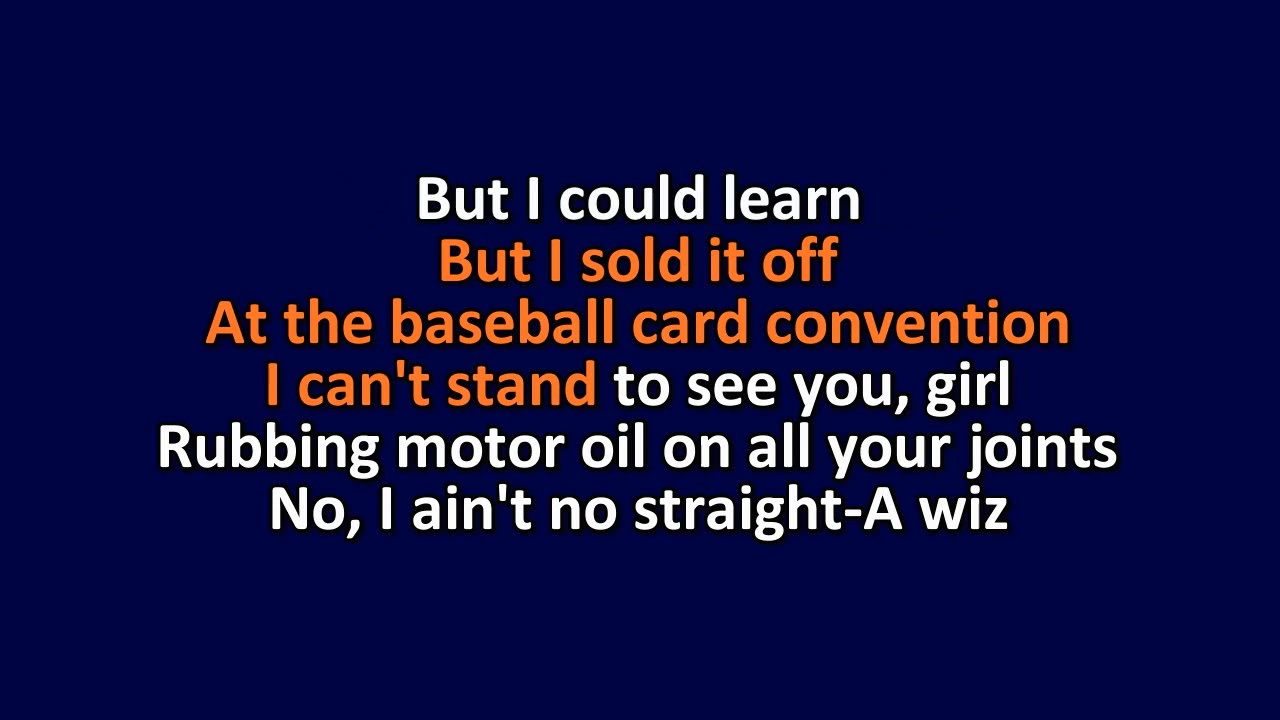 But I could learn
But I sold it off
At the baseball card convention
I can't stand to see you, girl
Rubbing motor oil on all your joints
No, I ain't no straight-A wiz